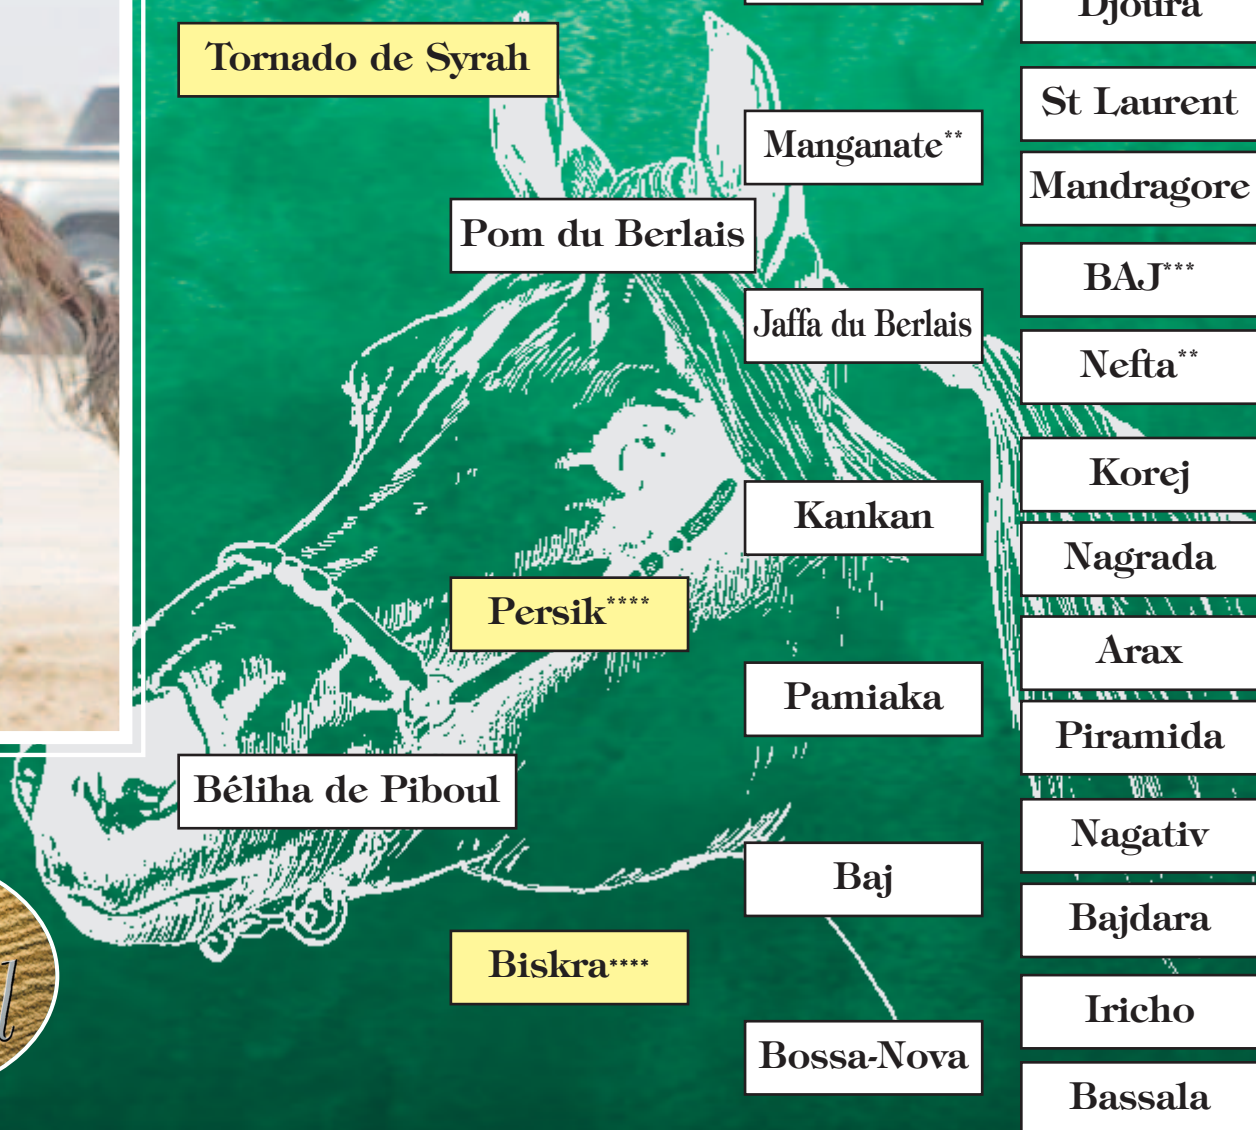 Djoura
Tornado de Syrah
St Laurent
Manganate**
Mandragore
Pom du Berlais
BAJ***
Jaffa du Berlais
Nefta**
Korej
Kankan
Nagrada
Persik****
Arax
Pamiaka
Piramida
Béliha de Piboul
Nagativ
Baj
Bajdara
Biskra****
Iricho
Bossa-Nova
Bassala